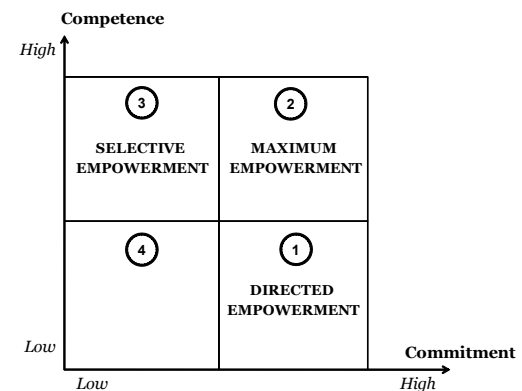 Competence
High
3
2
SELECTIVE
EMPOWERMENT
MAXIMUM
EMPOWERMENT
4
1
DIRECTED
EMPOWERMENT
Low
Commitment
Low
High